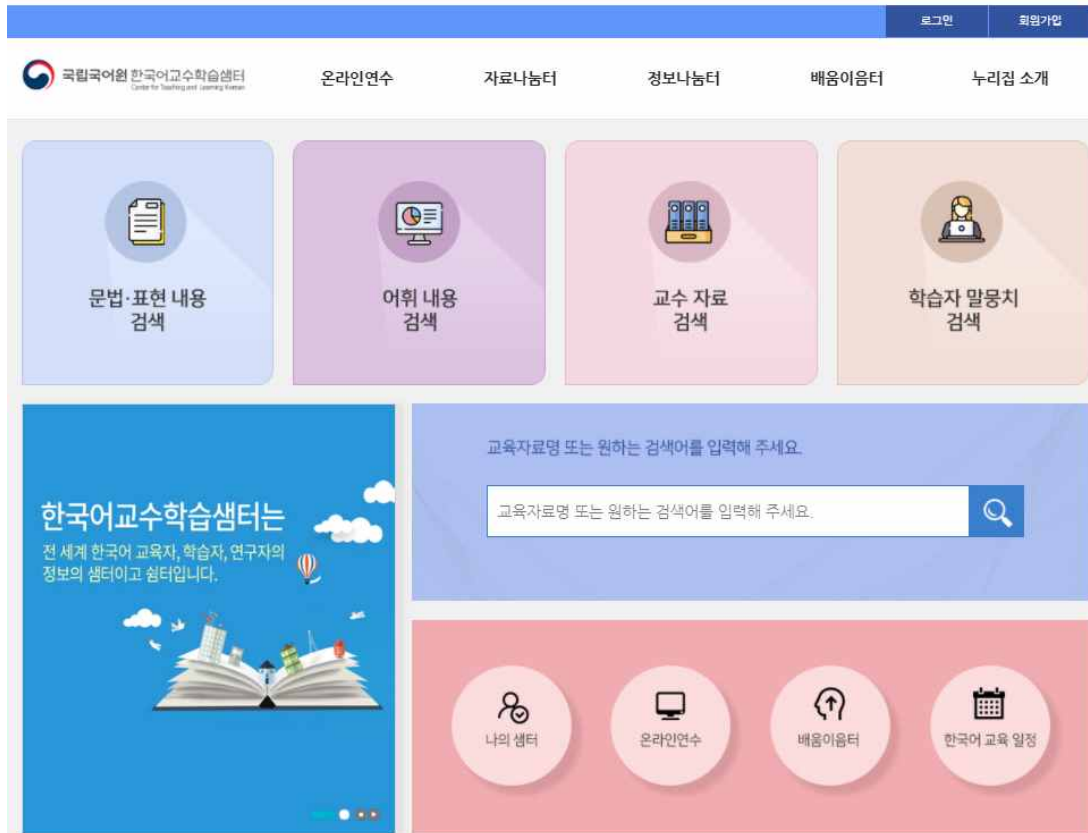 로그인 회원가입
국립국어원 한국어교수학습샘터
Center for Teaching and Learning Korean
온라인연수 자료나눔터 정보나눔터 배움이음터 누리집 소개
문법·표현 내용
검색
어휘 내용
검색
교수 자료
검색
학습자 말뭉치
검색
한국어교수학습샘터는
전 세계 한국어 교육자, 학습자, 연구자의
정보의 샘터이고 쉼터입니다.
교육자료명 또는 원하는 검색어를 입력해 주세요.
교육자료명 또는 원하는 검색어를 입력해 주세요.
나의 샘터
온라인연수
배움이음터
한국어 교육 일정